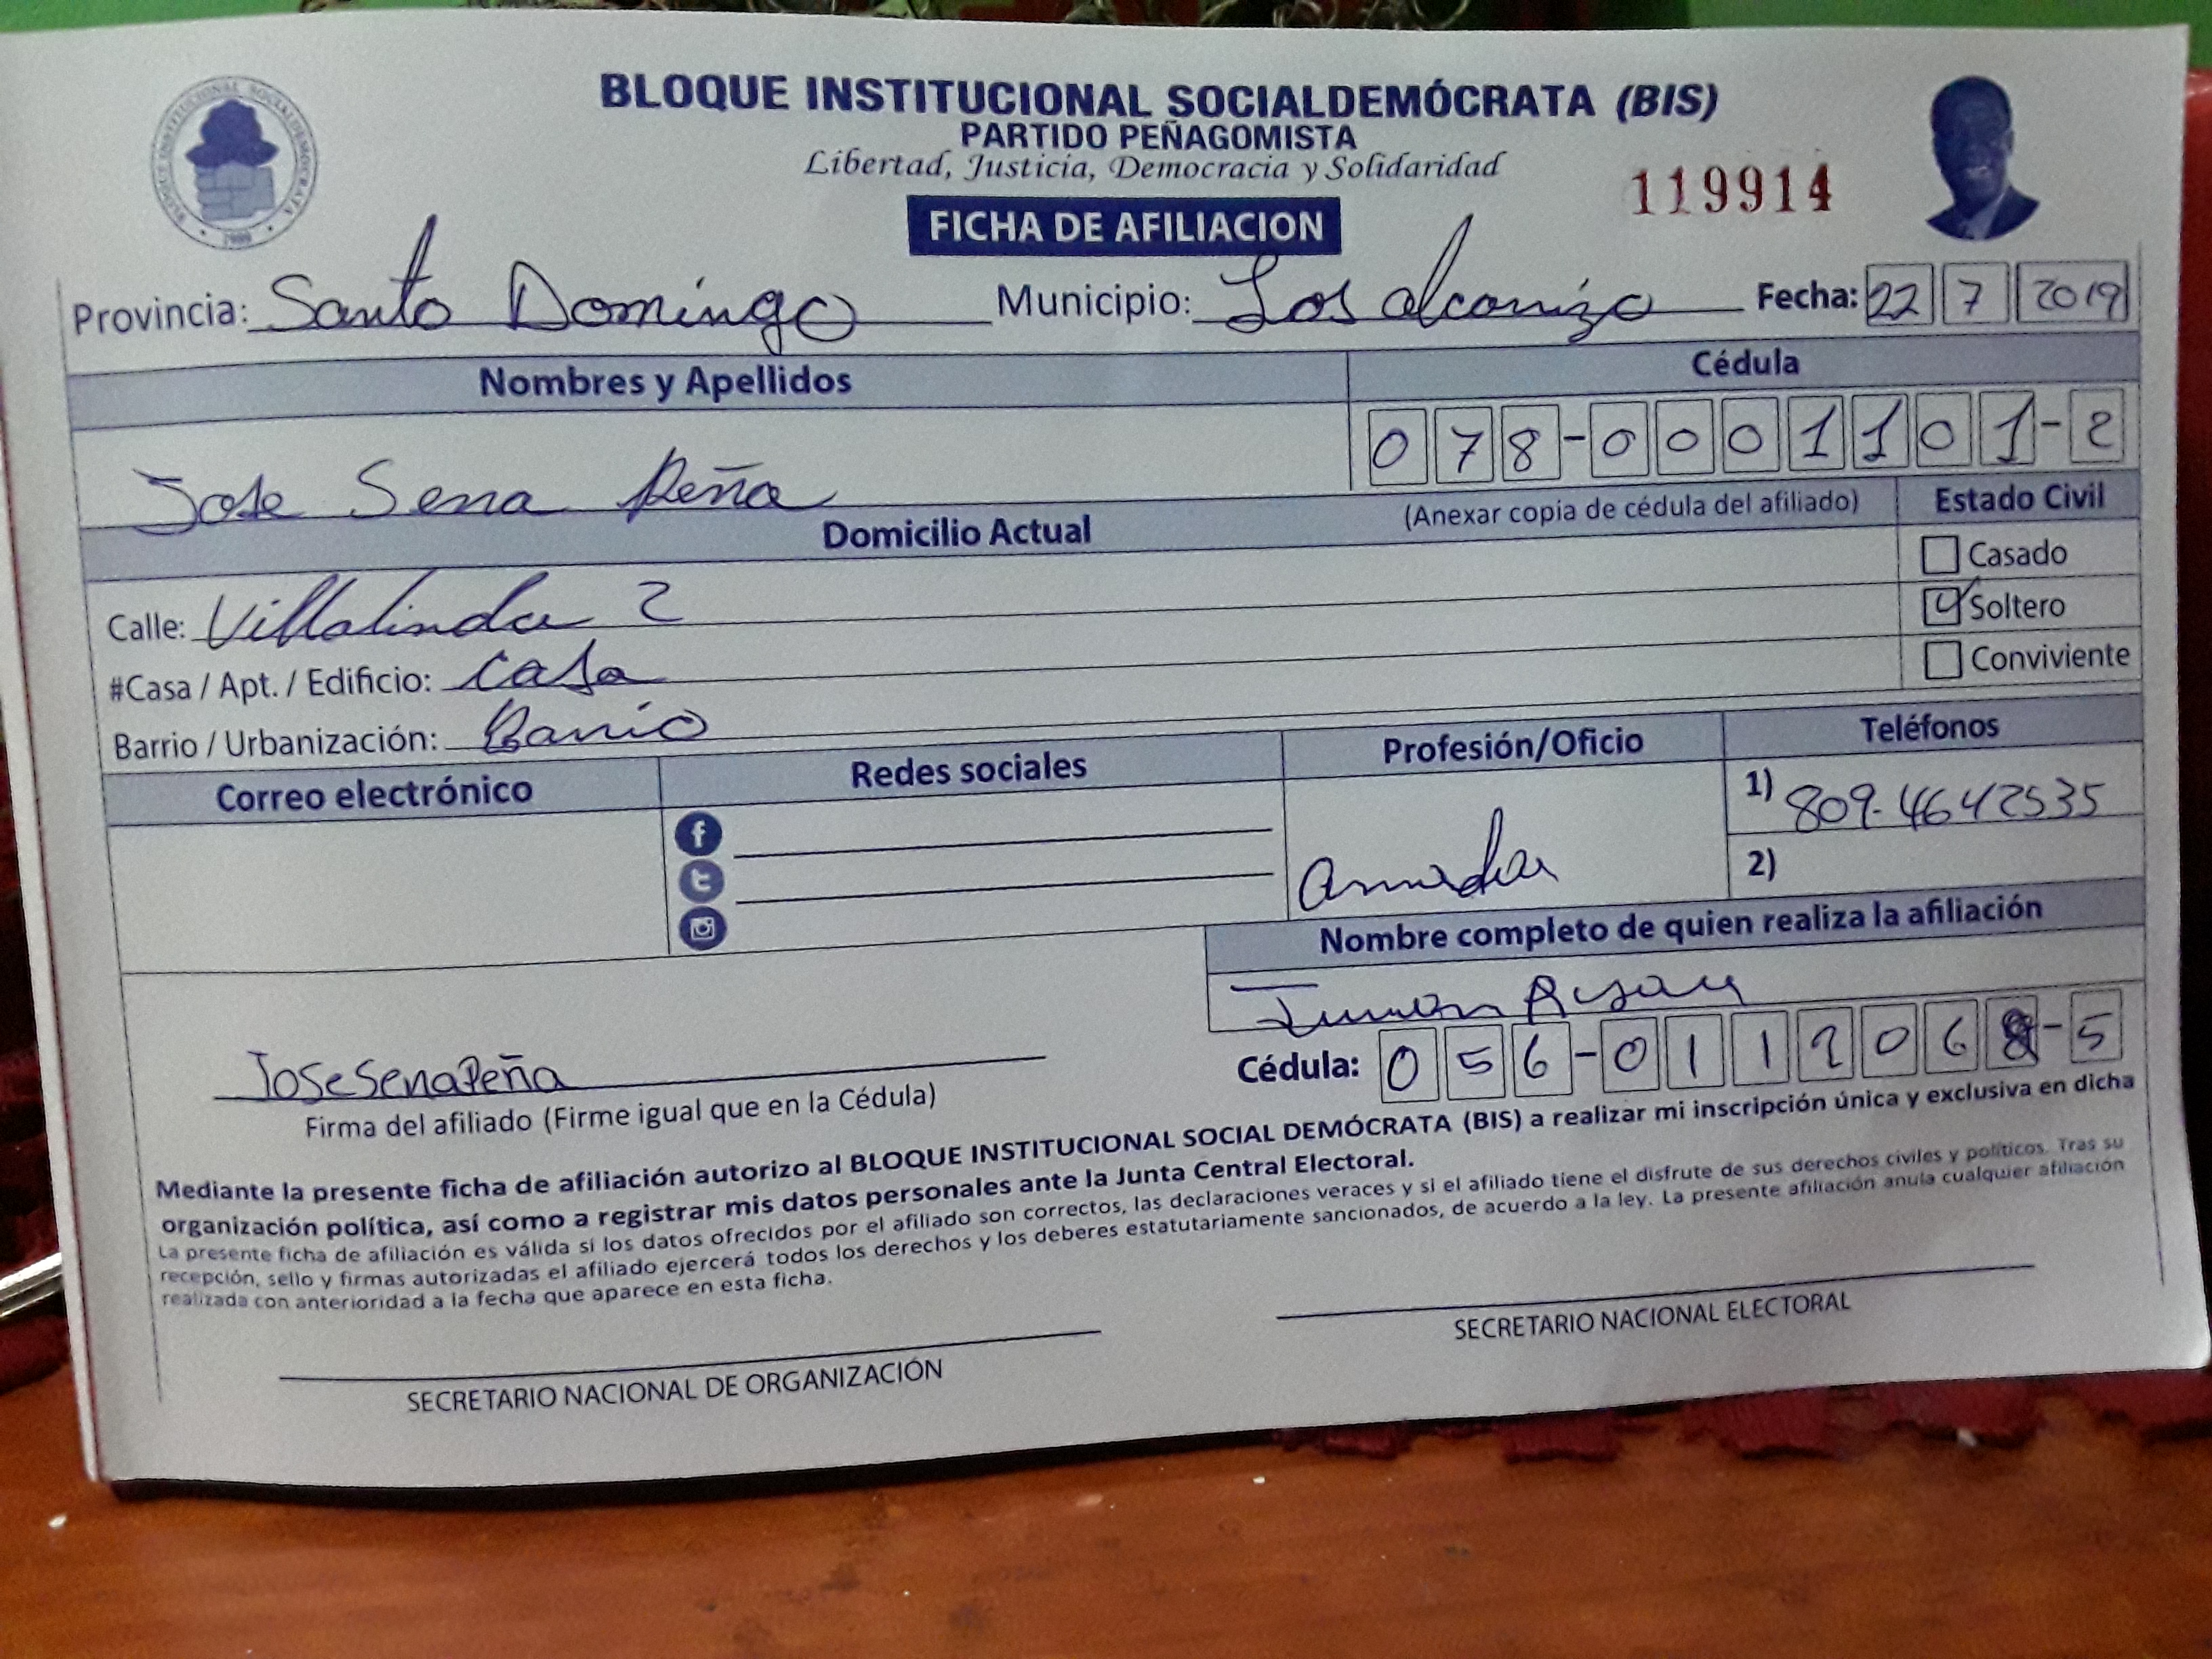 BLOQUE INSTITUCIONAL SOCIALDEMÓCRATA (BIS)
PARTIDO PEÑAGOMISTA
Libertad, Justicia, Democracia y Solidaridad
BLOQUE INSTITUCIONAL SOCIALDEMOCRATA
119914
FICHA DE AFILIACION
Provincia: Santo Domingo Municipio: Los alcarrizo Fecha: 22 7 2019
Nombres y Apellidos Cédula
Jose Sena Peña 078-0001101-2
Domicilio Actual (Anexar copia de cédula del afiliado) Estado Civil
Casado
Calle: Villalinda 2 Soltero
#Casa / Apt. / Edificio: casa Conviviente
Barrio / Urbanización: Barrio
Correo electrónico Redes sociales Profesión/Oficio Teléfonos
1) 809-4642535
2)
Nombre completo de quien realiza la afiliación
Cédula: 056-0112068-5
JoseSenaPeña
Firma del afiliado (Firme igual que en la Cédula)
Mediante la presente ficha de afiliación autorizo al BLOQUE INSTITUCIONAL SOCIAL DEMÓCRATA (BIS) a realizar mi inscripción única y exclusiva en dicha
organización política, así como a registrar mis datos personales ante la Junta Central Electoral.
La presente ficha de afiliación es válida si los datos ofrecidos por el afiliado son correctos, las declaraciones veraces y si el afiliado tiene el disfrute de sus derechos civiles y políticos. Tras su
recepción, sello y firmas autorizadas el afiliado ejercerá todos los derechos y los deberes estatutariamente sancionados, de acuerdo a la ley. La presente afiliación anula cualquier afiliación
realizada con anterioridad a la fecha que aparece en esta ficha.
SECRETARIO NACIONAL DE ORGANIZACIÓN SECRETARIO NACIONAL ELECTORAL